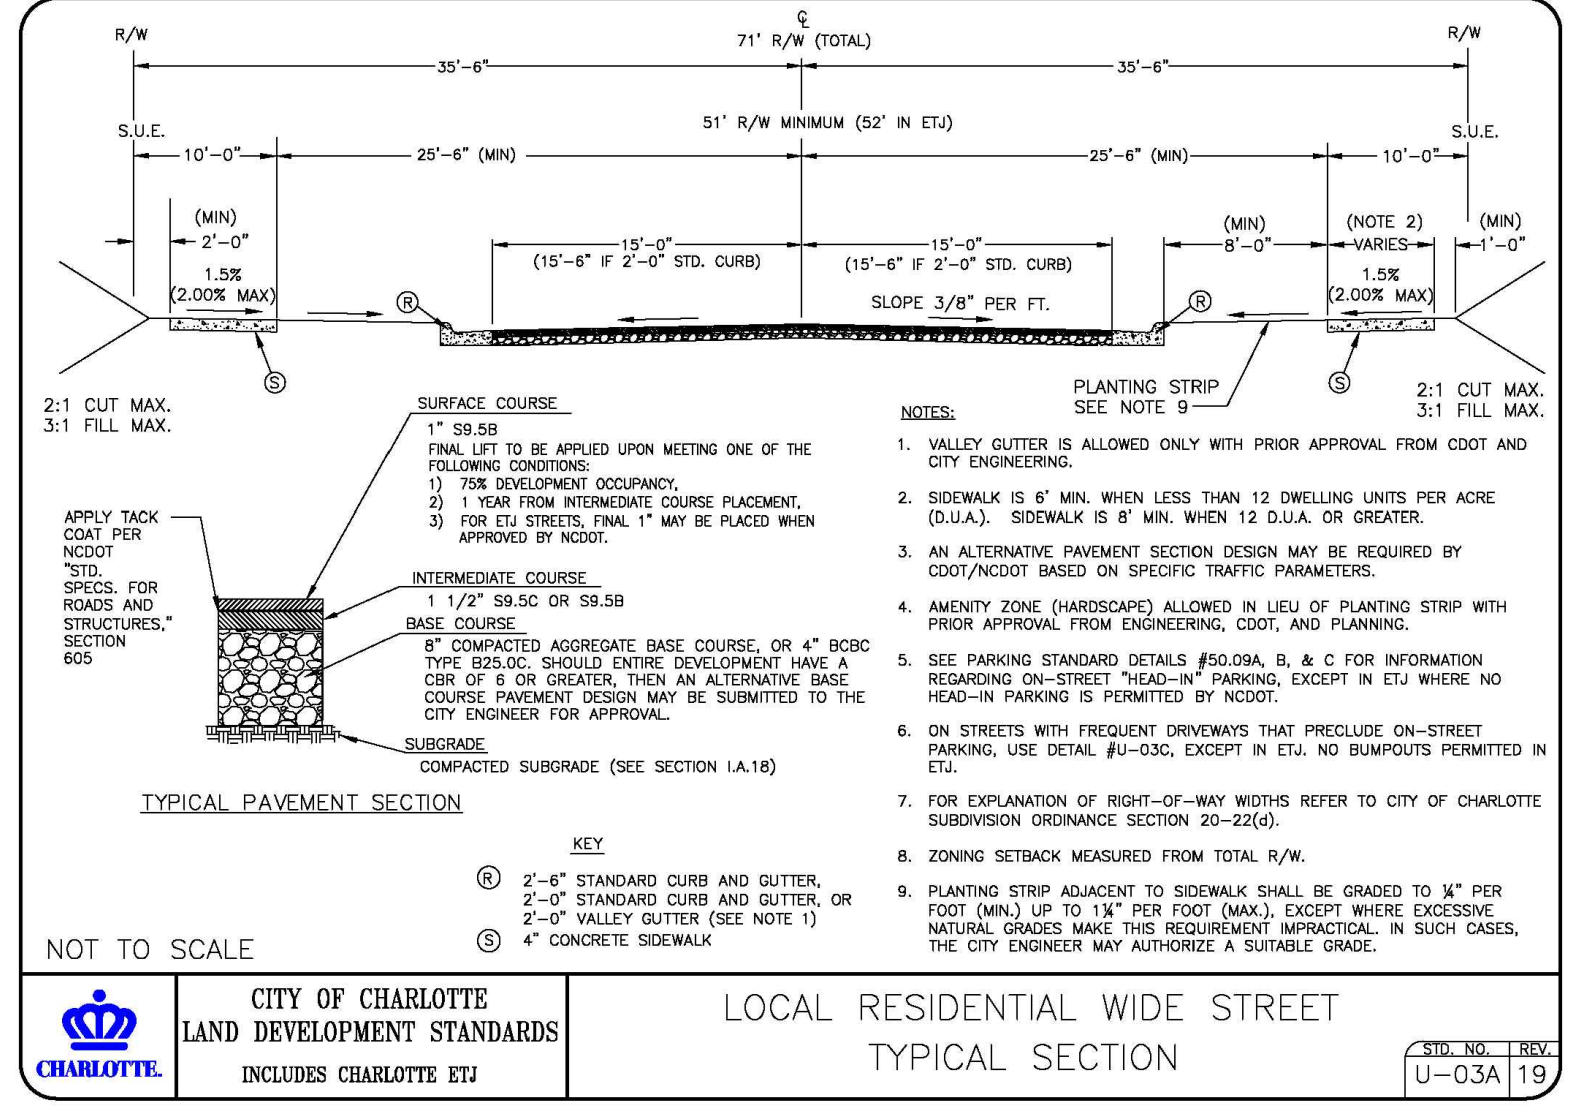 ℄
R/W
71' R/W (TOTAL)
R/W
35'-6"
35'-6"
51' R/W MINIMUM (52' IN ETJ)
S.U.E.
S.U.E.
10'-0"
25'-6" (MIN)
25'-6" (MIN)
10'-0"
(MIN)
2'-0"
15'-0"
(15'-6" IF 2'-0" STD. CURB)
15'-0"
(15'-6" IF 2'-0" STD. CURB)
(MIN)
8'-0"
(NOTE 2)
VARIES
(MIN)
1'-0"
1.5%
(2.00% MAX)
R
SLOPE 3/8" PER FT.
R
1.5%
(2.00% MAX)
S
S
2:1 CUT MAX.
3:1 FILL MAX.
PLANTING STRIP
SEE NOTE 9
2:1 CUT MAX.
3:1 FILL MAX.
SURFACE COURSE
1" S9.5B
FINAL LIFT TO BE APPLIED UPON MEETING ONE OF THE
FOLLOWING CONDITIONS:
1) 75% DEVELOPMENT OCCUPANCY,
2) 1 YEAR FROM INTERMEDIATE COURSE PLACEMENT,
3) FOR ETJ STREETS, FINAL 1" MAY BE PLACED WHEN
APPROVED BY NCDOT.
APPLY TACK
COAT PER
NCDOT
"STD.
SPECS. FOR
ROADS AND
STRUCTURES,"
SECTION
605
INTERMEDIATE COURSE
1 1/2" S9.5C OR S9.5B
BASE COURSE
8" COMPACTED AGGREGATE BASE COURSE, OR 4" BCBC
TYPE B25.0C. SHOULD ENTIRE DEVELOPMENT HAVE A
CBR OF 6 OR GREATER, THEN AN ALTERNATIVE BASE
COURSE PAVEMENT DESIGN MAY BE SUBMITTED TO THE
CITY ENGINEER FOR APPROVAL.
SUBGRADE
COMPACTED SUBGRADE (SEE SECTION I.A.18)
TYPICAL PAVEMENT SECTION
KEY
R 2'-6" STANDARD CURB AND GUTTER,
2'-0" STANDARD CURB AND GUTTER, OR
2'-0" VALLEY GUTTER (SEE NOTE 1)
S 4" CONCRETE SIDEWALK
NOTES:
1. VALLEY GUTTER IS ALLOWED ONLY WITH PRIOR APPROVAL FROM CDOT AND
CITY ENGINEERING.
2. SIDEWALK IS 6' MIN. WHEN LESS THAN 12 DWELLING UNITS PER ACRE
(D.U.A.). SIDEWALK IS 8' MIN. WHEN 12 D.U.A. OR GREATER.
3. AN ALTERNATIVE PAVEMENT SECTION DESIGN MAY BE REQUIRED BY
CDOT/NCDOT BASED ON SPECIFIC TRAFFIC PARAMETERS.
4. AMENITY ZONE (HARDSCAPE) ALLOWED IN LIEU OF PLANTING STRIP WITH
PRIOR APPROVAL FROM ENGINEERING, CDOT, AND PLANNING.
5. SEE PARKING STANDARD DETAILS #50.09A, B, & C FOR INFORMATION
REGARDING ON-STREET "HEAD-IN" PARKING, EXCEPT IN ETJ WHERE NO
HEAD-IN PARKING IS PERMITTED BY NCDOT.
6. ON STREETS WITH FREQUENT DRIVEWAYS THAT PRECLUDE ON-STREET
PARKING, USE DETAIL #U-03C, EXCEPT IN ETJ. NO BUMPOUTS PERMITTED IN
ETJ.
7. FOR EXPLANATION OF RIGHT-OF-WAY WIDTHS REFER TO CITY OF CHARLOTTE
SUBDIVISION ORDINANCE SECTION 20-22(d).
8. ZONING SETBACK MEASURED FROM TOTAL R/W.
9. PLANTING STRIP ADJACENT TO SIDEWALK SHALL BE GRADED TO ¼" PER
FOOT (MIN.) UP TO 1¼" PER FOOT (MAX.), EXCEPT WHERE EXCESSIVE
NATURAL GRADES MAKE THIS REQUIREMENT IMPRACTICAL. IN SUCH CASES,
THE CITY ENGINEER MAY AUTHORIZE A SUITABLE GRADE.
NOT TO SCALE
CHARLOTTE.
CITY OF CHARLOTTE
LAND DEVELOPMENT STANDARDS
INCLUDES CHARLOTTE ETJ
LOCAL RESIDENTIAL WIDE STREET
TYPICAL SECTION
STD. NO. REV.
U-03A 19